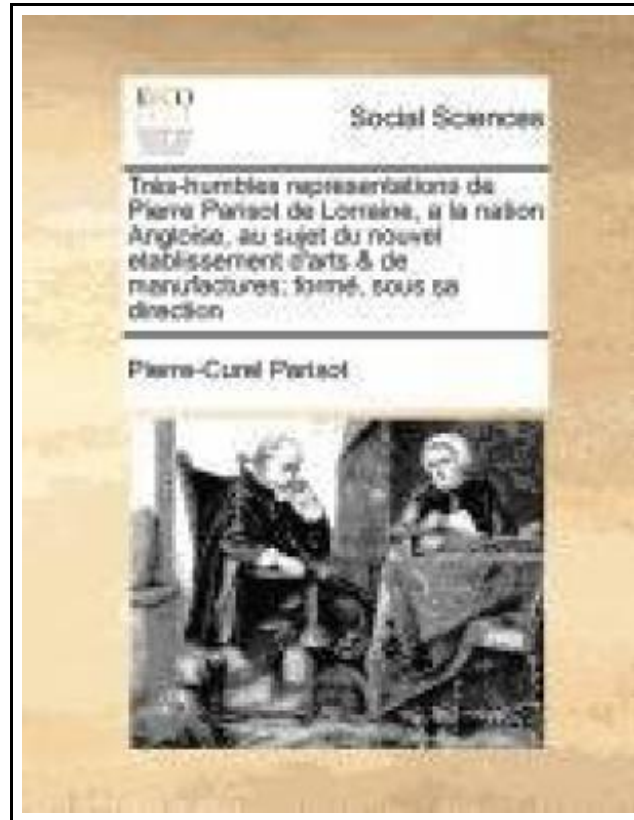 ECCO
Social Sciences
Très-humbles representations de
Pierre Parisot de Lorraine, a la nation
Angloise, au sujet du nouvel
etablissement d'arts & de
manufactures; formé, sous sa
direction
Pierre-Curel Parisot